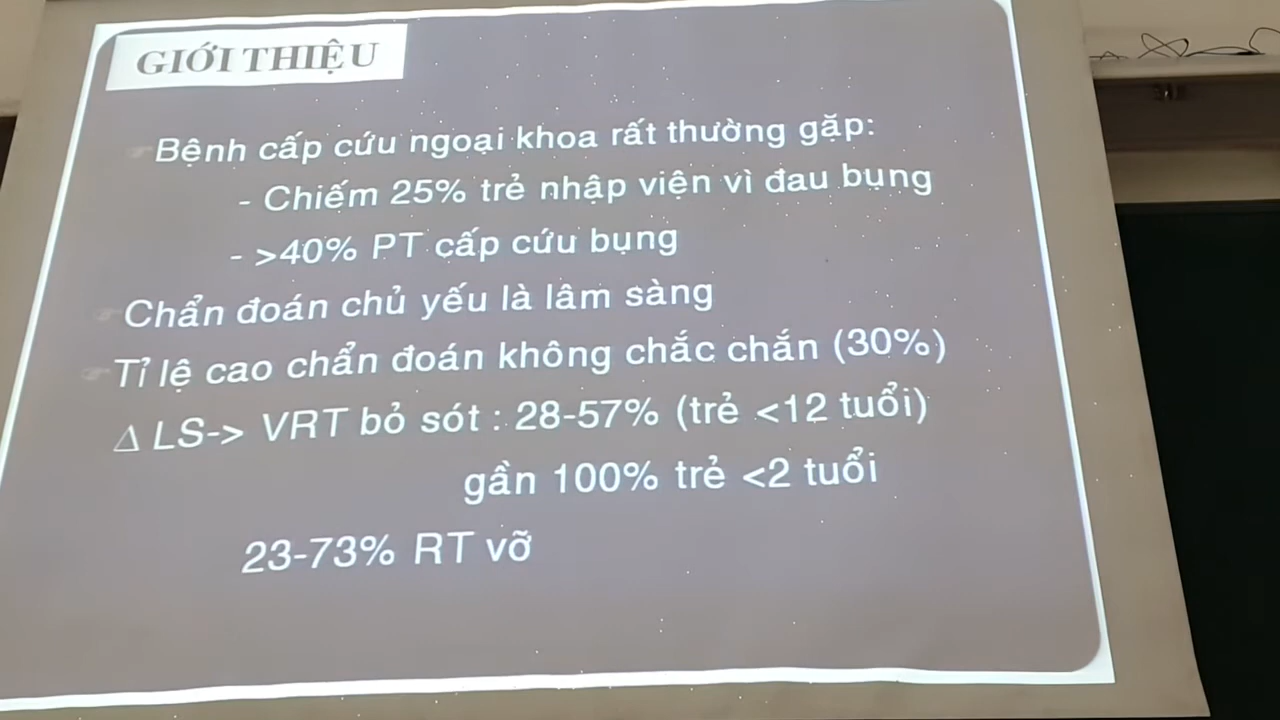 GIỚI THIỆU
Bệnh cấp cứu ngoại khoa rất thường gặp:
- Chiếm 25% trẻ nhập viện vì đau bụng
- >40% PT cấp cứu bụng
Chẩn đoán chủ yếu là lâm sàng
Tỉ lệ cao chẩn đoán không chắc chắn (30%)
Δ LS-> VRT bỏ sót : 28-57% (trẻ <12 tuổi)
gần 100% trẻ <2 tuổi
23-73% RT vỡ